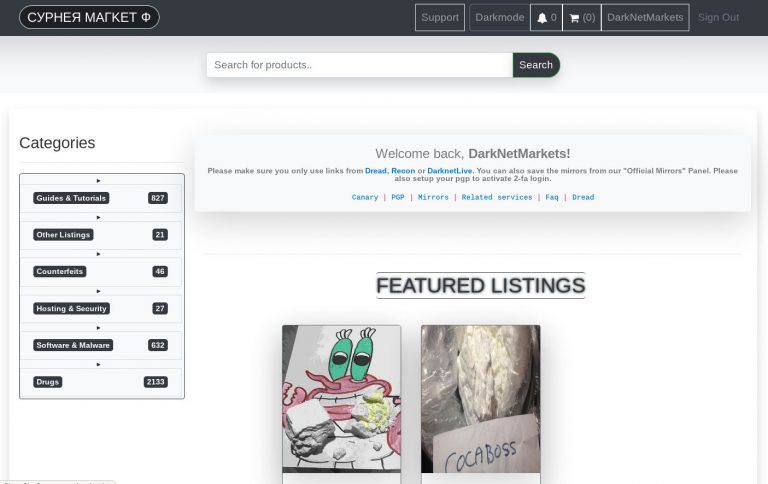 СУРНЕЯ МАГКЕТ Ф
Support
Darkmode
0
(0)
DarkNetMarkets
Sign Out
Search for products..
Search
Categories
Guides & Tutorials 827
Other Listings 21
Counterfeits 46
Hosting & Security 27
Software & Malware 632
Drugs 2133
Welcome back, DarkNetMarkets!
Please make sure you only use links from Dread, Recon or DarknetLive. You can also save the mirrors from our "Official Mirrors" Panel. Please
also setup your pgp to activate 2-fa login.
Canary | PGP | Mirrors | Related services | Faq | Dread
FEATURED LISTINGS
COCABOSS